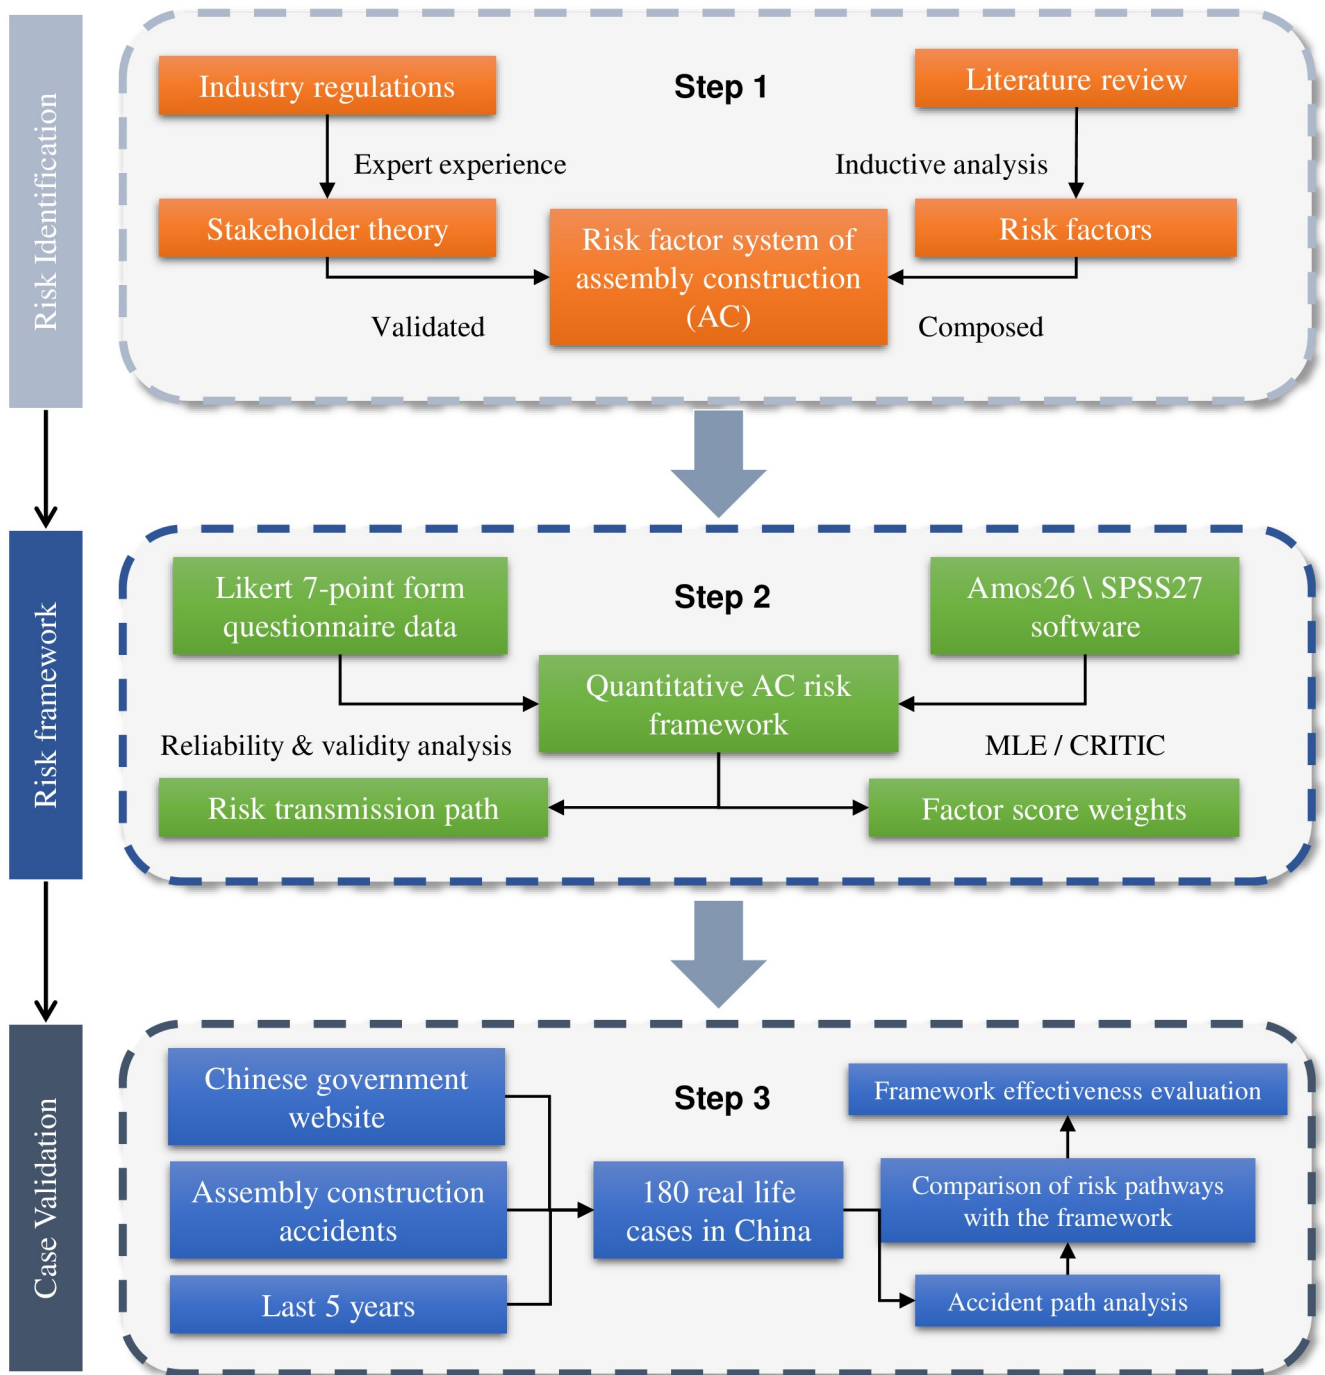 Risk Identification
Step 1
Industry regulations
Literature review
Expert experience
Inductive analysis
Stakeholder theory
Risk factors
Risk factor system of
assembly construction
(AC)
Validated
Composed
Risk framework
Step 2
Likert 7-point form
questionnaire data
Amos26 \ SPSS27
software
Quantitative AC risk
framework
Reliability & validity analysis
MLE / CRITIC
Risk transmission path
Factor score weights
Case Validation
Step 3
Chinese government
website
Assembly construction
accidents
Last 5 years
180 real life
cases in China
Framework effectiveness evaluation
Comparison of risk pathways
with the framework
Accident path analysis